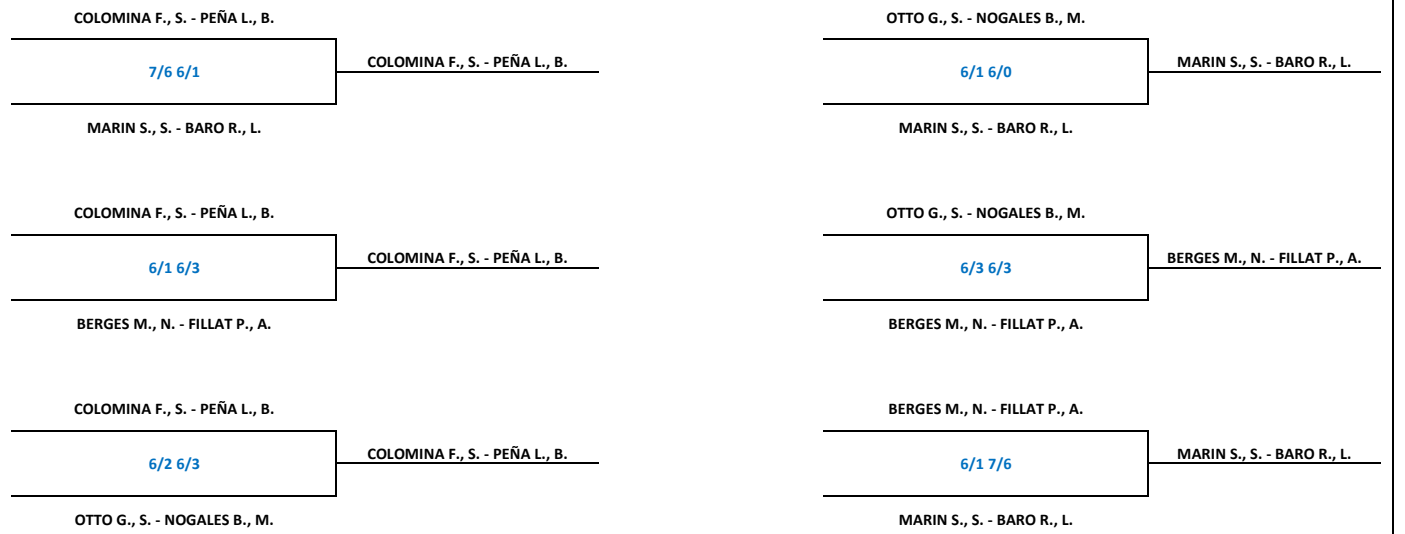 COLOMINA F., S. - PEÑA L., B.
7/6 6/1
COLOMINA F., S. - PEÑA L., B.
MARIN S., S. - BARO R., L.
COLOMINA F., S. - PEÑA L., B.
6/1 6/3
COLOMINA F., S. - PEÑA L., B.
BERGES M., N. - FILLAT P., A.
COLOMINA F., S. - PEÑA L., B.
6/2 6/3
COLOMINA F., S. - PEÑA L., B.
OTTO G., S. - NOGALES B., M.
OTTO G., S. - NOGALES B., M.
6/1 6/0
MARIN S., S. - BARO R., L.
MARIN S., S. - BARO R., L.
OTTO G., S. - NOGALES B., M.
6/3 6/3
BERGES M., N. - FILLAT P., A.
BERGES M., N. - FILLAT P., A.
BERGES M., N. - FILLAT P., A.
6/1 7/6
MARIN S., S. - BARO R., L.
MARIN S., S. - BARO R., L.